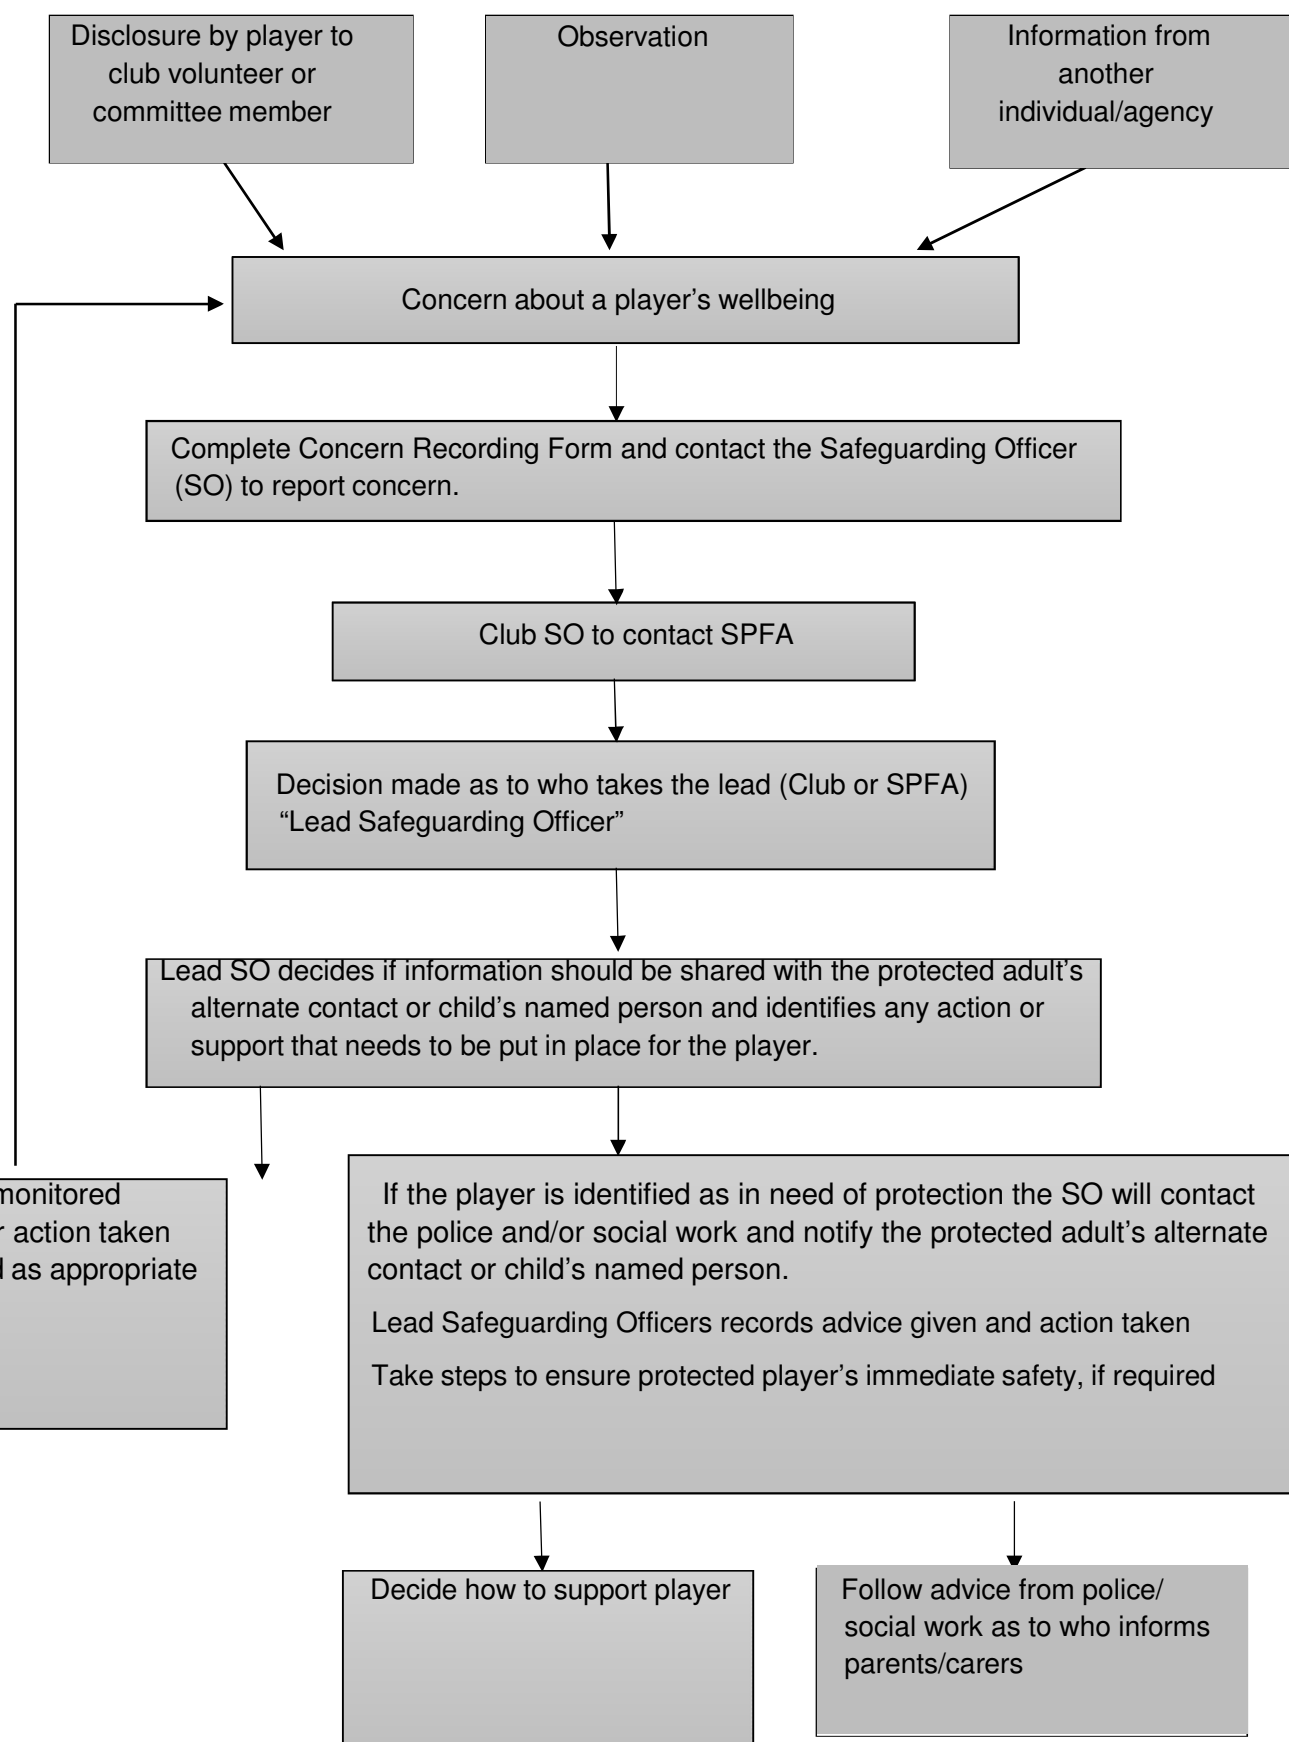 Disclosure by player to
club volunteer or
committee member
Observation
Information from
another
individual/agency
Concern about a player’s wellbeing
Complete Concern Recording Form and contact the Safeguarding Officer
(SO) to report concern.
Club SO to contact SPFA
Decision made as to who takes the lead (Club or SPFA)
“Lead Safeguarding Officer”
Lead SO decides if information should be shared with the protected adult’s
alternate contact or child’s named person and identifies any action or
support that needs to be put in place for the player.
monitored
action taken
as appropriate
If the player is identified as in need of protection the SO will contact
the police and/or social work and notify the protected adult’s alternate
contact or child’s named person.
Lead Safeguarding Officers records advice given and action taken
Take steps to ensure protected player’s immediate safety, if required
Decide how to support player
Follow advice from police/
social work as to who informs
parents/carers